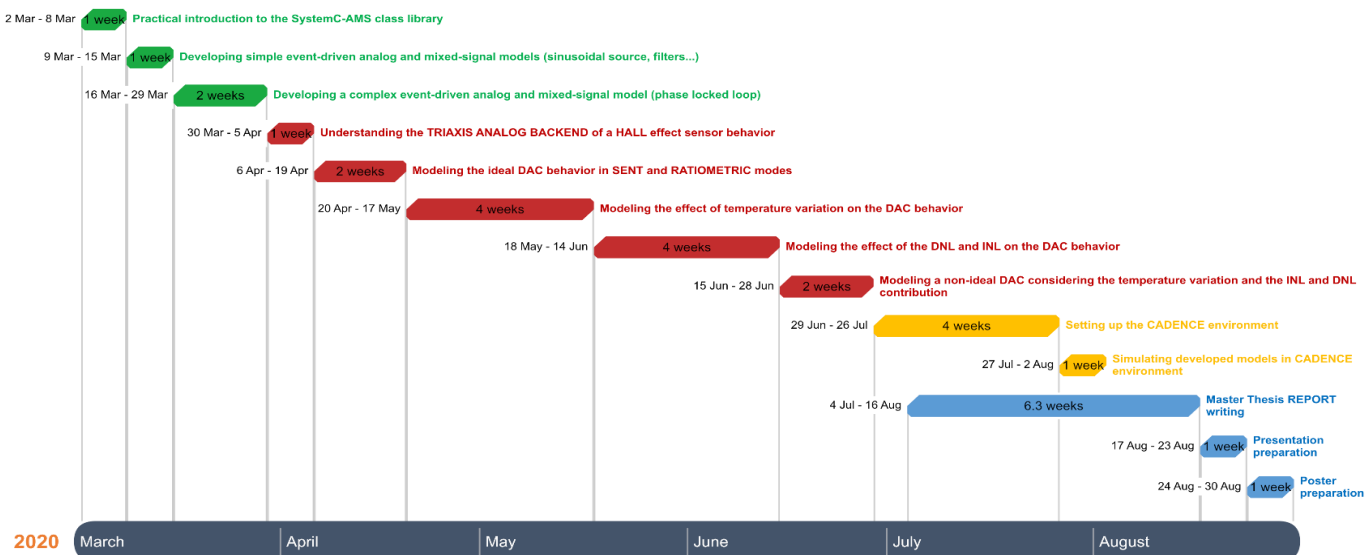 2 Mar - 8 Mar 1 week Practical introduction to the SystemC-AMS class library
9 Mar - 15 Mar 1 week Developing simple event-driven analog and mixed-signal models (sinusoidal source, filters...)
16 Mar - 29 Mar 2 weeks Developing a complex event-driven analog and mixed-signal model (phase locked loop)
30 Mar - 5 Apr 1 week Understanding the TRIAXIS ANALOG BACKEND of a HALL effect sensor behavior
6 Apr - 19 Apr 2 weeks Modeling the ideal DAC behavior in SENT and RATIOMETRIC modes
20 Apr - 17 May 4 weeks Modeling the effect of temperature variation on the DAC behavior
18 May - 14 Jun 4 weeks Modeling the effect of the DNL and INL on the DAC behavior
15 Jun - 28 Jun 2 weeks Modeling a non-ideal DAC considering the temperature variation and the INL and DNL
contribution
29 Jun - 26 Jul 4 weeks Setting up the CADENCE environment
27 Jul - 2 Aug 1 week Simulating developed models in CADENCE
environment
4 Jul - 16 Aug 6.3 weeks Master Thesis REPORT
writing
17 Aug - 23 Aug 1 week Presentation
preparation
24 Aug - 30 Aug 1 week Poster
preparation
2020 March April May June July August